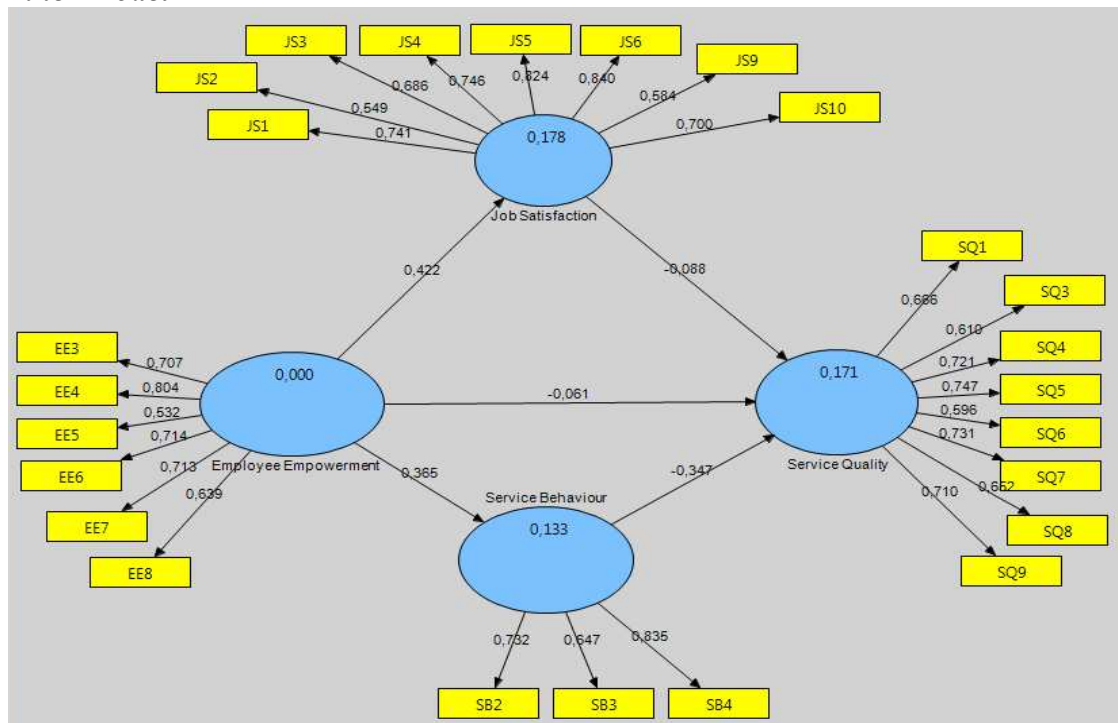 JS3
JS4
JS5
JS6
JS9
JS2
JS10
JS1
0,686
0,746
0,824
0,840
0,584
0,549
0,700
0,741
0,178
Job Satisfaction
0,422
-0,088
SQ1
SQ3
SQ4
SQ5
SQ6
SQ7
SQ8
SQ9
0,666
0,610
0,721
0,747
0,596
0,731
0,652
0,710
0,171
Service Quality
EE3
EE4
EE5
EE6
EE7
EE8
0,707
0,804
0,532
0,714
0,713
0,639
0,000
Employee Empowerment
-0,061
0,365
-0,347
Service Behaviour
0,133
0,732
0,647
0,835
SB2
SB3
SB4